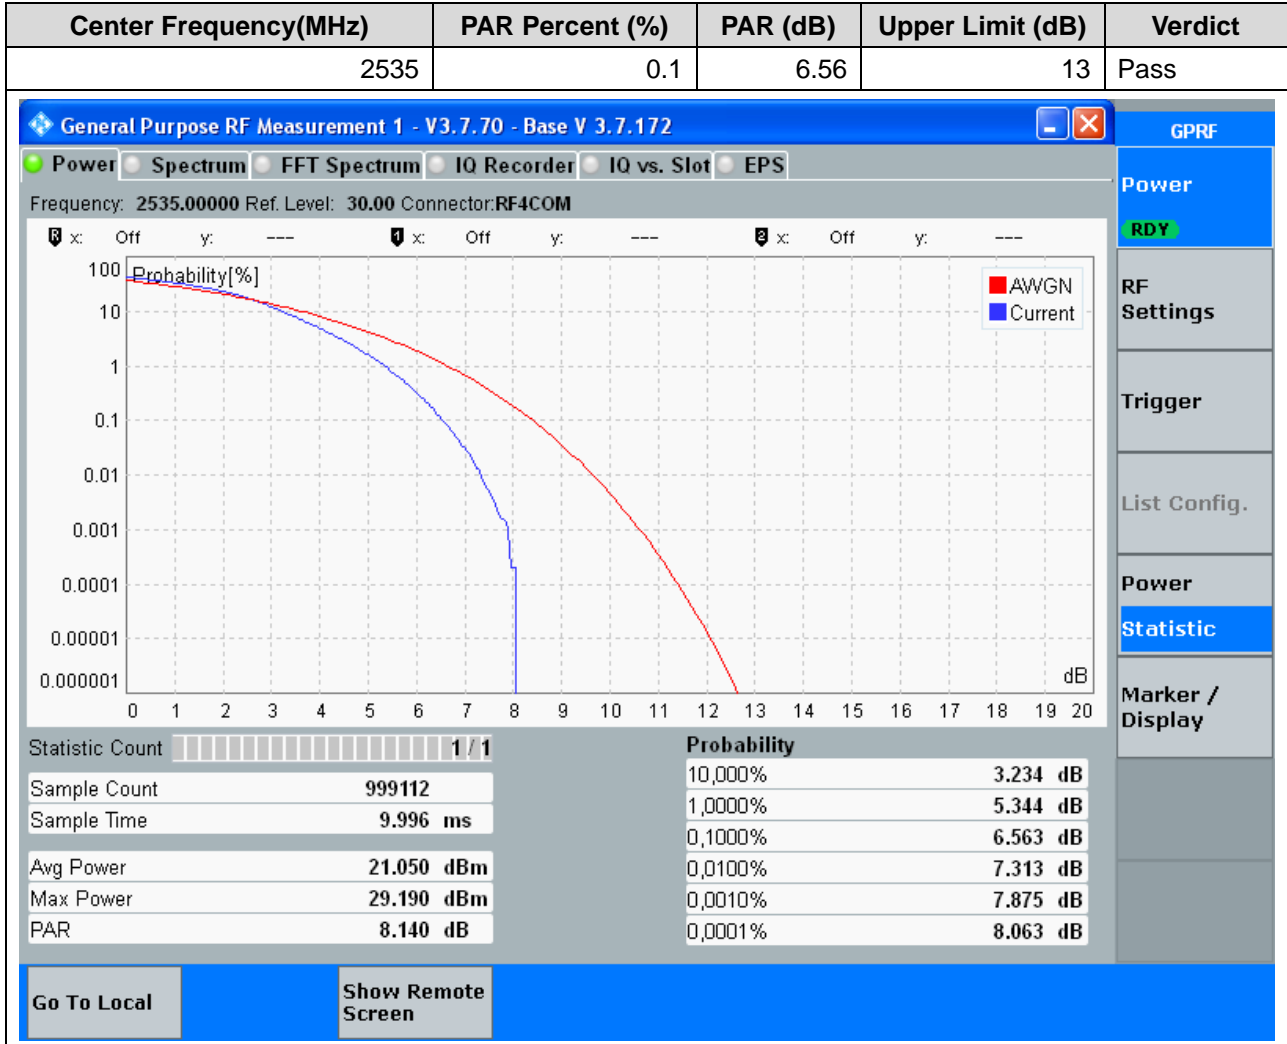 Center Frequency(MHz) PAR Percent (%) PAR (dB) Upper Limit (dB) Verdict
2535 0.1 6.56 13 Pass
General Purpose RF Measurement 1 - V3.7.70 - Base V 3.7.172
GPRF
Power Spectrum FFT Spectrum IQ Recorder IQ vs. Slot EPS
Power
RDY
Frequency: 2535.00000 Ref. Level: 30.00 Connector:RF4COM
R x: Off y: --- 1 x: Off y: --- 2 x: Off y: ---
Probability[%]
AWGN
Current
100
10
1
0.1
0.01
0.001
0.0001
0.00001
0.000001
dB
0 1 2 3 4 5 6 7 8 9 10 11 12 13 14 15 16 17 18 19 20
RF
Settings
Trigger
List Config.
Power
Statistic
Marker /
Display
Statistic Count 1 / 1
Sample Count 999112
Sample Time 9.996 ms
Avg Power 21.050 dBm
Max Power 29.190 dBm
PAR 8.140 dB
Probability
10,000% 3.234 dB
1,0000% 5.344 dB
0,1000% 6.563 dB
0,0100% 7.313 dB
0,0010% 7.875 dB
0,0001% 8.063 dB
Go To Local
Show Remote
Screen